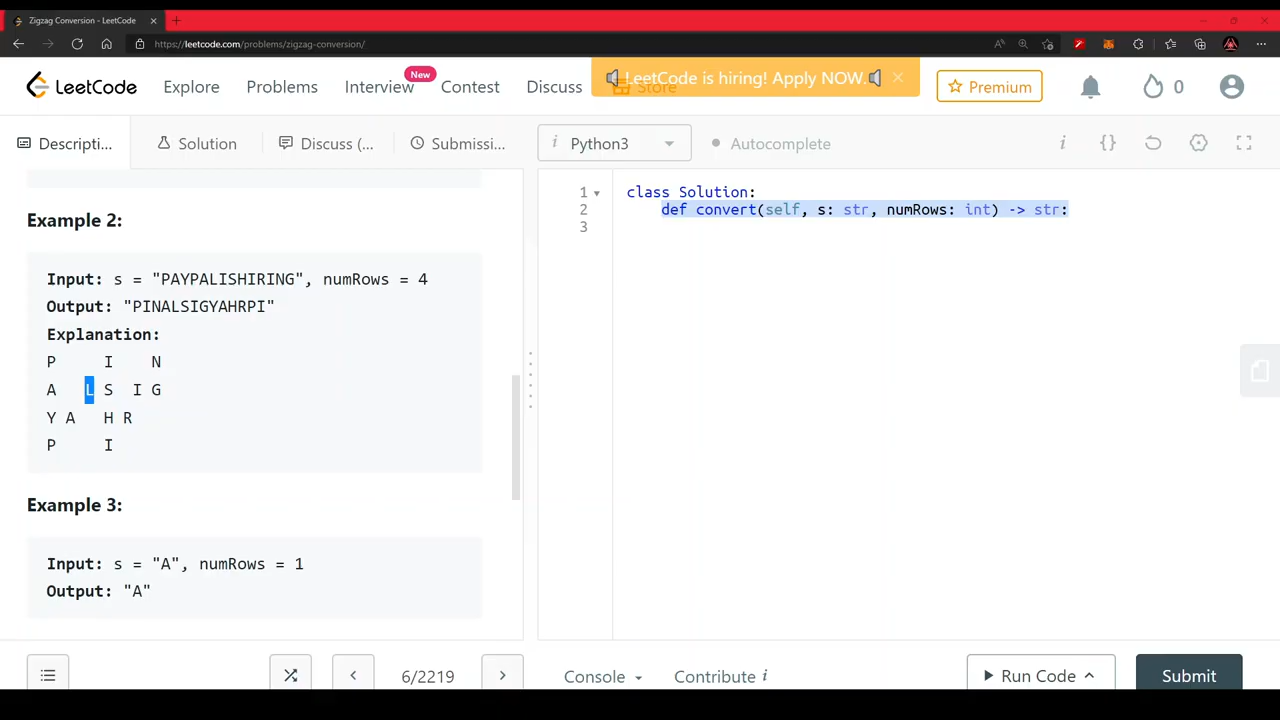 Zigzag Conversion - LeetCode
https://leetcode.com/problems/zigzag-conversion/
LeetCode
Explore
Problems
Interview
New
Contest
Discuss
Store
LeetCode is hiring! Apply NOW.
Premium
0
Descripti...
Solution
Discuss (...
Submissi...
i Python3
Autocomplete
Example 2:
Input: s = "PAYPALISHIRING", numRows = 4
Output: "PINALSIGYAHRPI"
Explanation:
P     I    N
A   L S  I G
Y A   H R
P     I
Example 3:
Input: s = "A", numRows = 1
Output: "A"
1 class Solution:
2 def convert(self, s: str, numRows: int) -> str:
3
6/2219
Console
Contribute i
Run Code
Submit